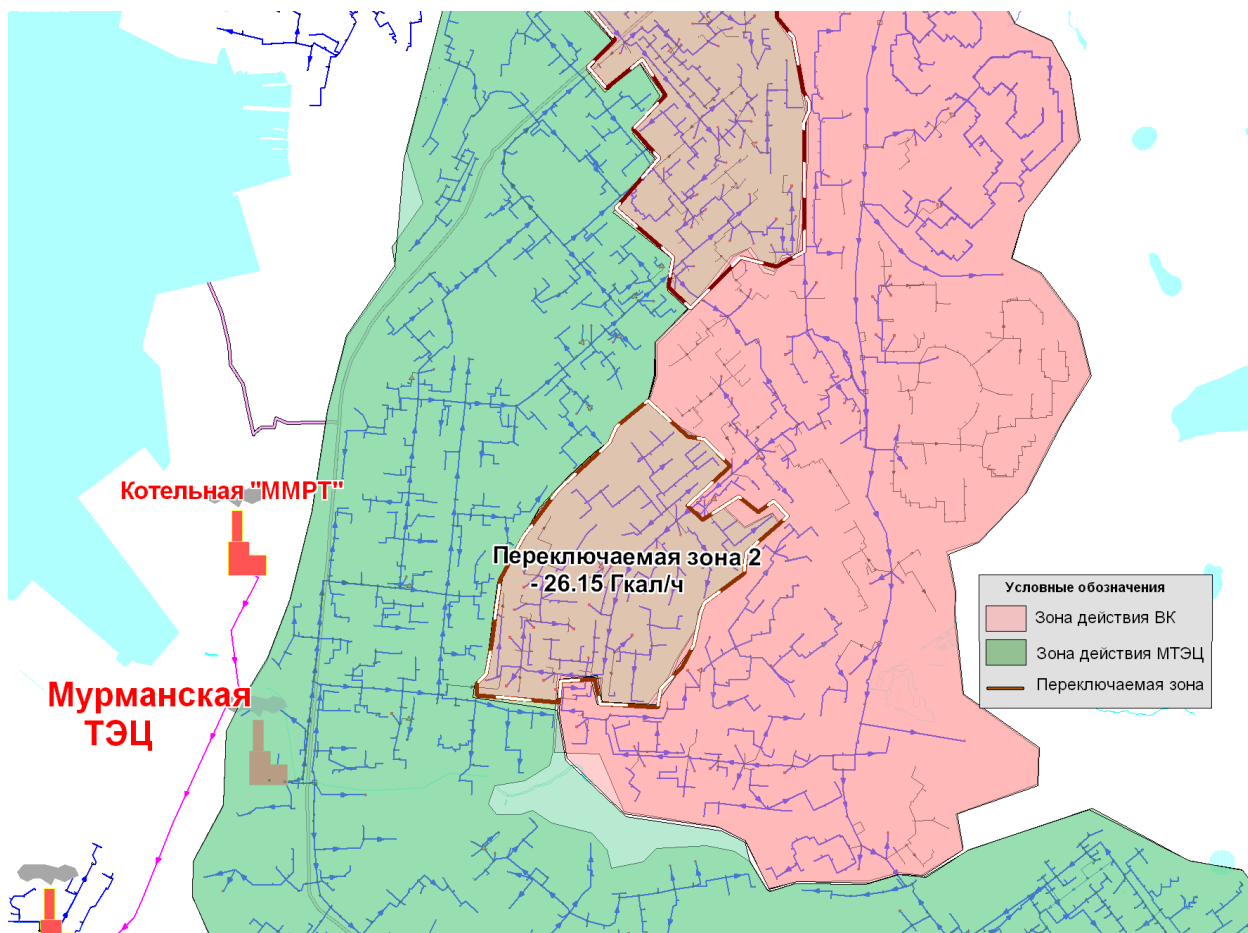 Котельная "ММРТ"
Переключаемая зона 2
- 26.15 Гкал/ч
Условные обозначения
Зона действия ВК
Зона действия МТЭЦ
Переключаемая зона
Мурманская
ТЭЦ